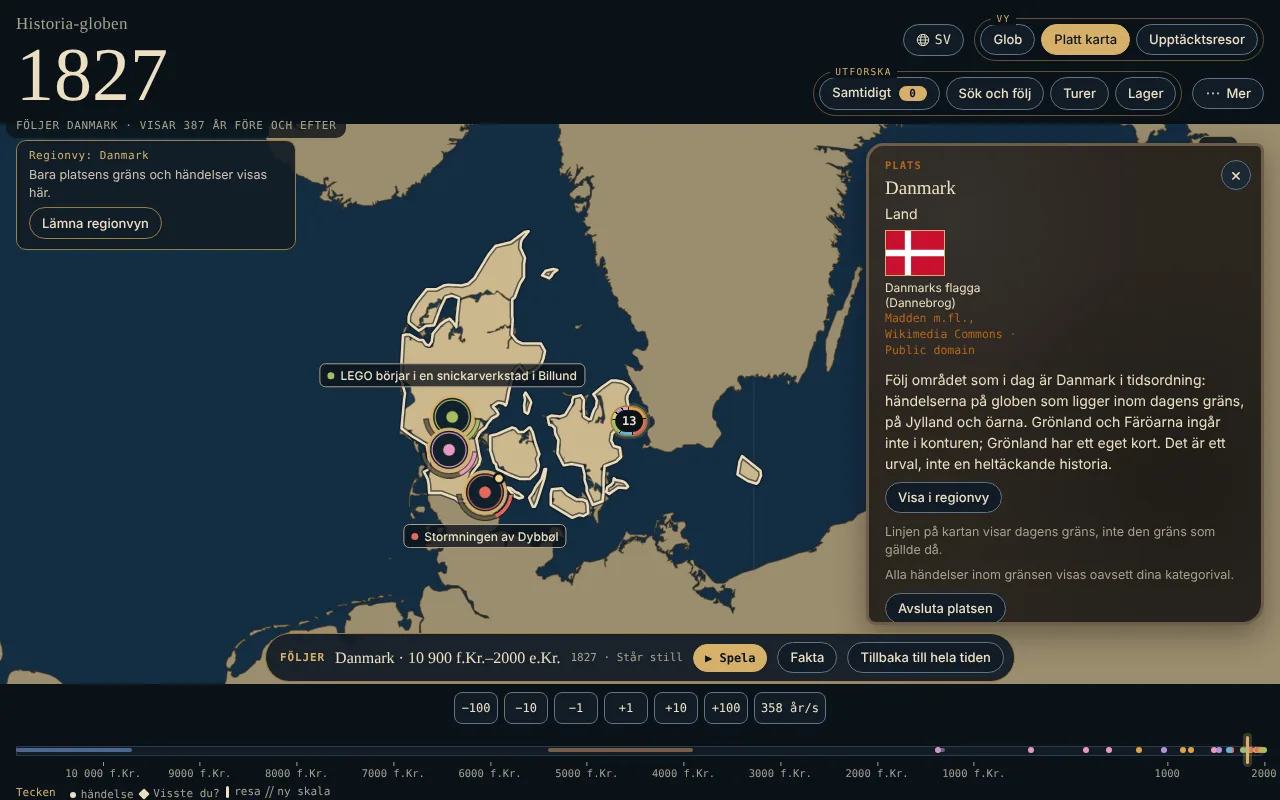 Historia-globen
1827
FÖLJER DANMARK · VISAR 387 ÅR FÖRE OCH EFTER
SV
VY
Glob
Platt karta
Upptäcktsresor
UTFORSKA
Samtidigt 0
Sök och följ
Turer
Lager
··· Mer
Regionvy: Danmark
Bara platsens gräns och händelser visas
här.
Lämna regionvyn
LEGO börjar i en snickarverkstad i Billund
13
Stormningen av Dybbøl
PLATS
Danmark
×
Land
Danmarks flagga
(Dannebrog)
Madden m.fl.,
Wikimedia Commons ·
Public domain
Följ området som i dag är Danmark i tidsordning:
händelserna på globen som ligger inom dagens gräns,
på Jylland och öarna. Grönland och Färöarna ingår
inte i konturen; Grönland har ett eget kort. Det är ett
urval, inte en heltäckande historia.
Visa i regionvy
Linjen på kartan visar dagens gräns, inte den gräns som
gällde då.
Alla händelser inom gränsen visas oavsett dina kategorival.
Avsluta platsen
FÖLJER Danmark · 10 900 f.Kr.–2000 e.Kr. 1827 · Står still ▶ Spela Fakta Tillbaka till hela tiden
−100 −10 −1 +1 +10 +100 358 år/s
10 000 f.Kr. 9000 f.Kr. 8000 f.Kr. 7000 f.Kr. 6000 f.Kr. 5000 f.Kr. 4000 f.Kr. 3000 f.Kr. 2000 f.Kr. 1000 f.Kr. 1000 2000
Tecken händelse Visste du? resa // ny skala